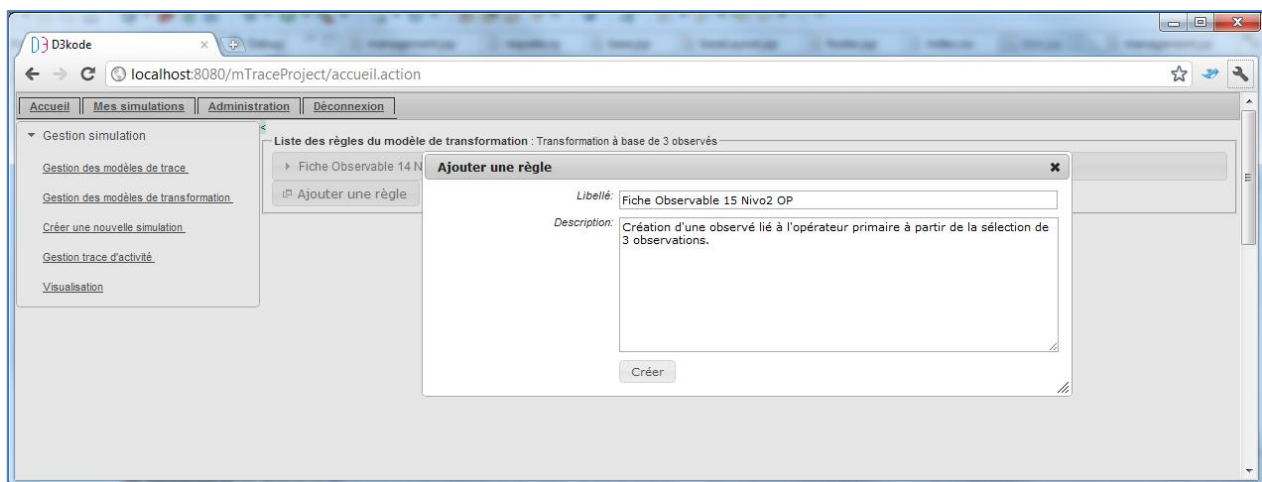 D3kode
localhost:8080/mTraceProject/accueil.action
Accueil Mes simulations Administration Déconnexion
Gestion simulation
Gestion des modèles de trace
Gestion des modèles de transformation
Créer une nouvelle simulation
Gestion trace d'activité
Visualisation
<
Liste des règles du modèle de transformation : Transformation à base de 3 observés
Fiche Observable 14 N
Ajouter une règle
Ajouter une règle
Libellé: Fiche Observable 15 Nivo2 OP
Description: Création d'une observé lié à l'opérateur primaire à partir de la sélection de
3 observations.
Créer